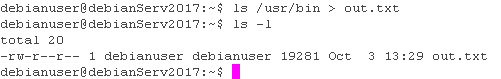 debianuser@debianServ2017:~$ ls /usr/bin > out.txt
debianuser@debianServ2017:~$ ls -l
total 20
-rw-r--r-- 1 debianuser debianuser 19281 Oct  3 13:29 out.txt
debianuser@debianServ2017:~$